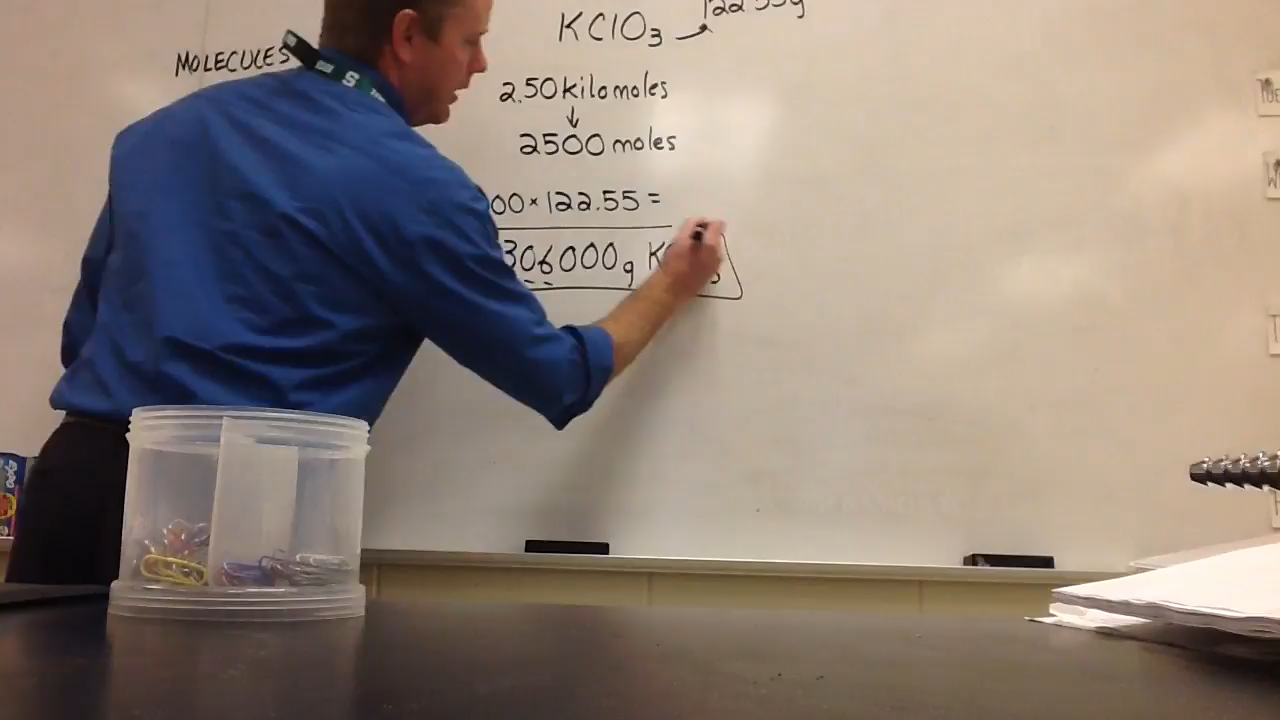 122.55g
KClO₃
MOLECULES
S
2.50 kilomoles
↓
2500 moles
00 × 122.55 =
306000g